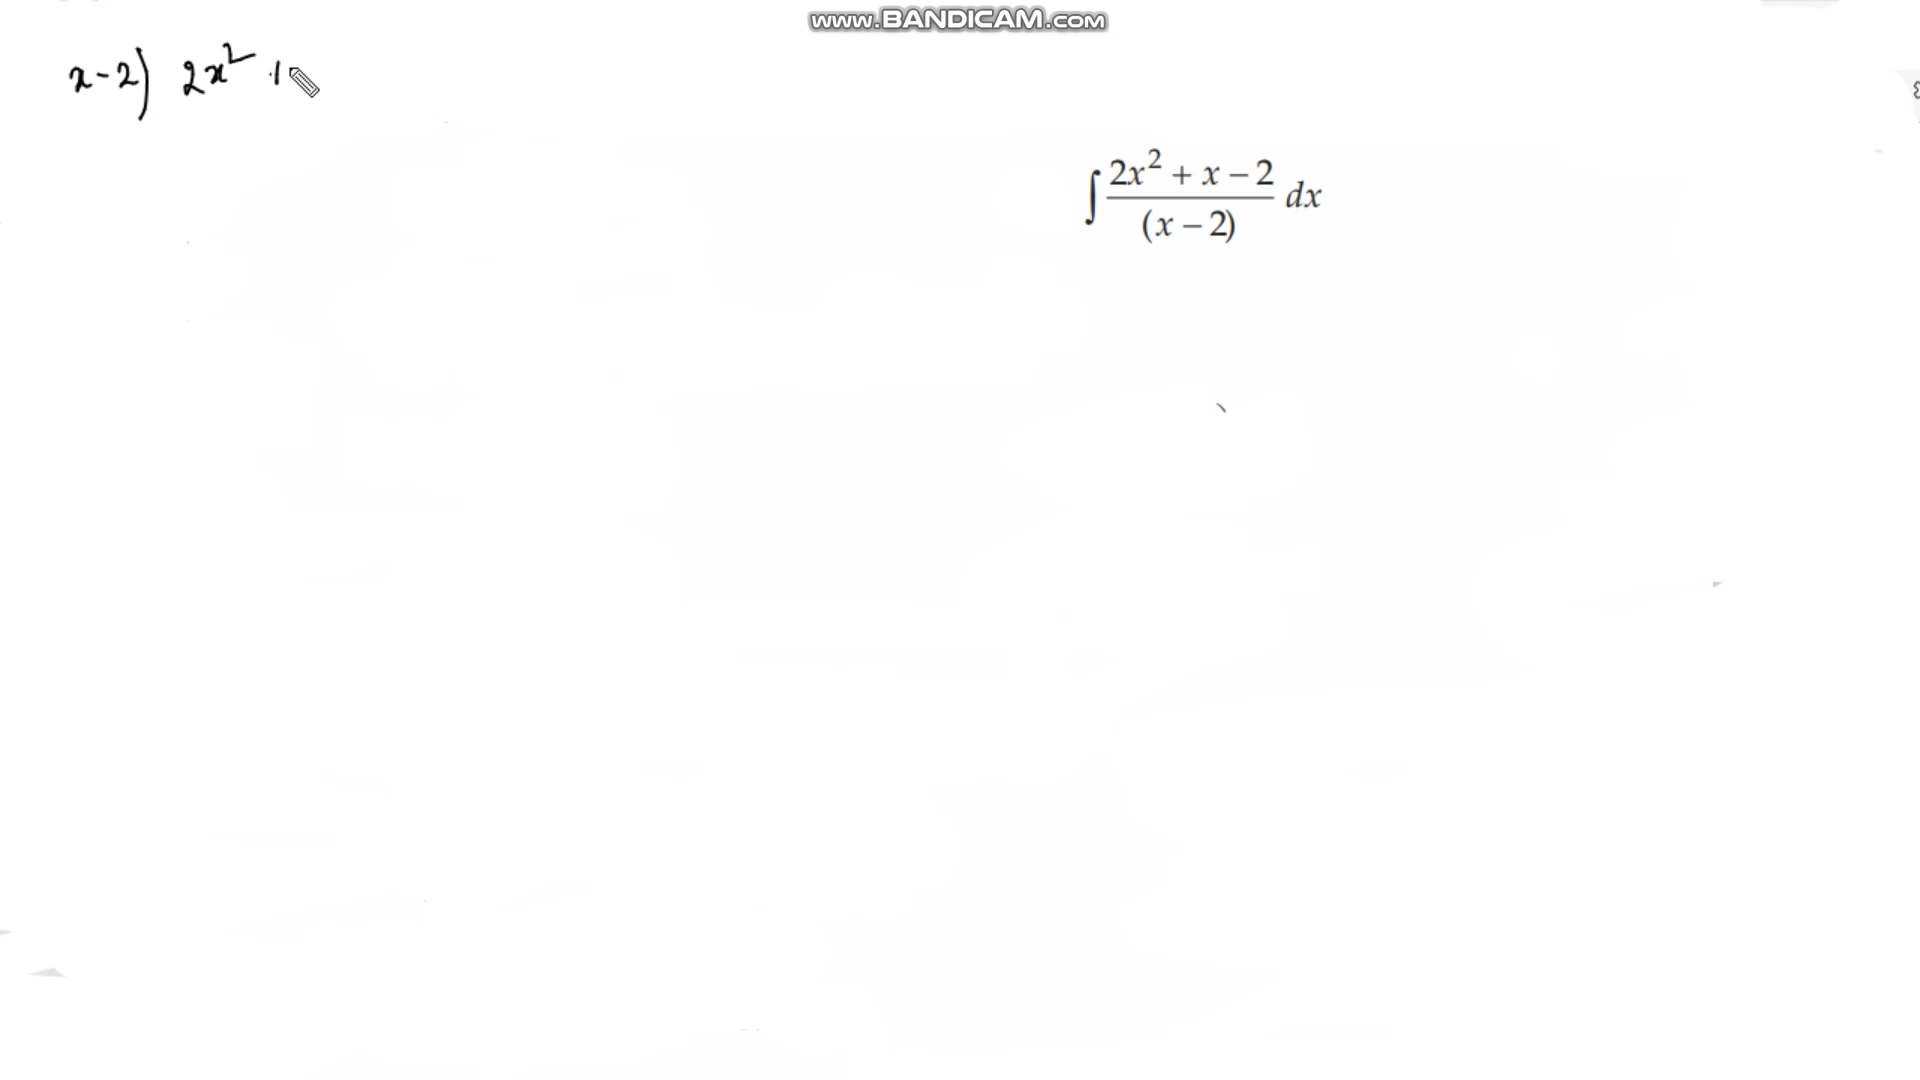 www.BANDICAM.com
x-2) 2x² +
∫ 2x² + x − 2 / (x − 2) dx